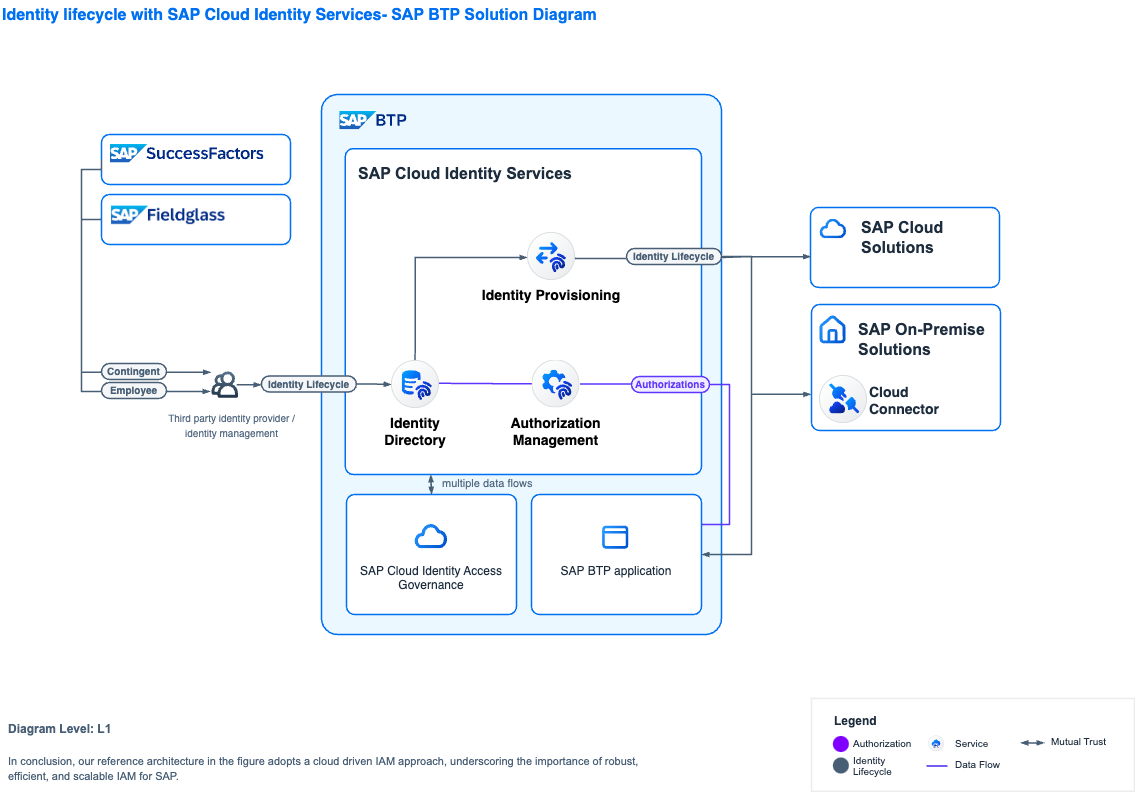 Identity lifecycle with SAP Cloud Identity Services- SAP BTP Solution Diagram
SAP BTP
SAP SuccessFactors
SAP Fieldglass
SAP Cloud Identity Services
Identity Lifecycle
Identity Provisioning
SAP Cloud
Solutions
SAP On-Premise
Solutions
Cloud
Connector
Contingent
Employee
Third party identity provider /
identity management
Identity Lifecycle
Identity
Directory
Authorization
Management
Authorizations
multiple data flows
SAP Cloud Identity Access
Governance
SAP BTP application
Diagram Level: L1
In conclusion, our reference architecture in the figure adopts a cloud driven IAM approach, underscoring the importance of robust,
efficient, and scalable IAM for SAP.
Legend
Authorization
Service
Mutual Trust
Identity
Lifecycle
Data Flow